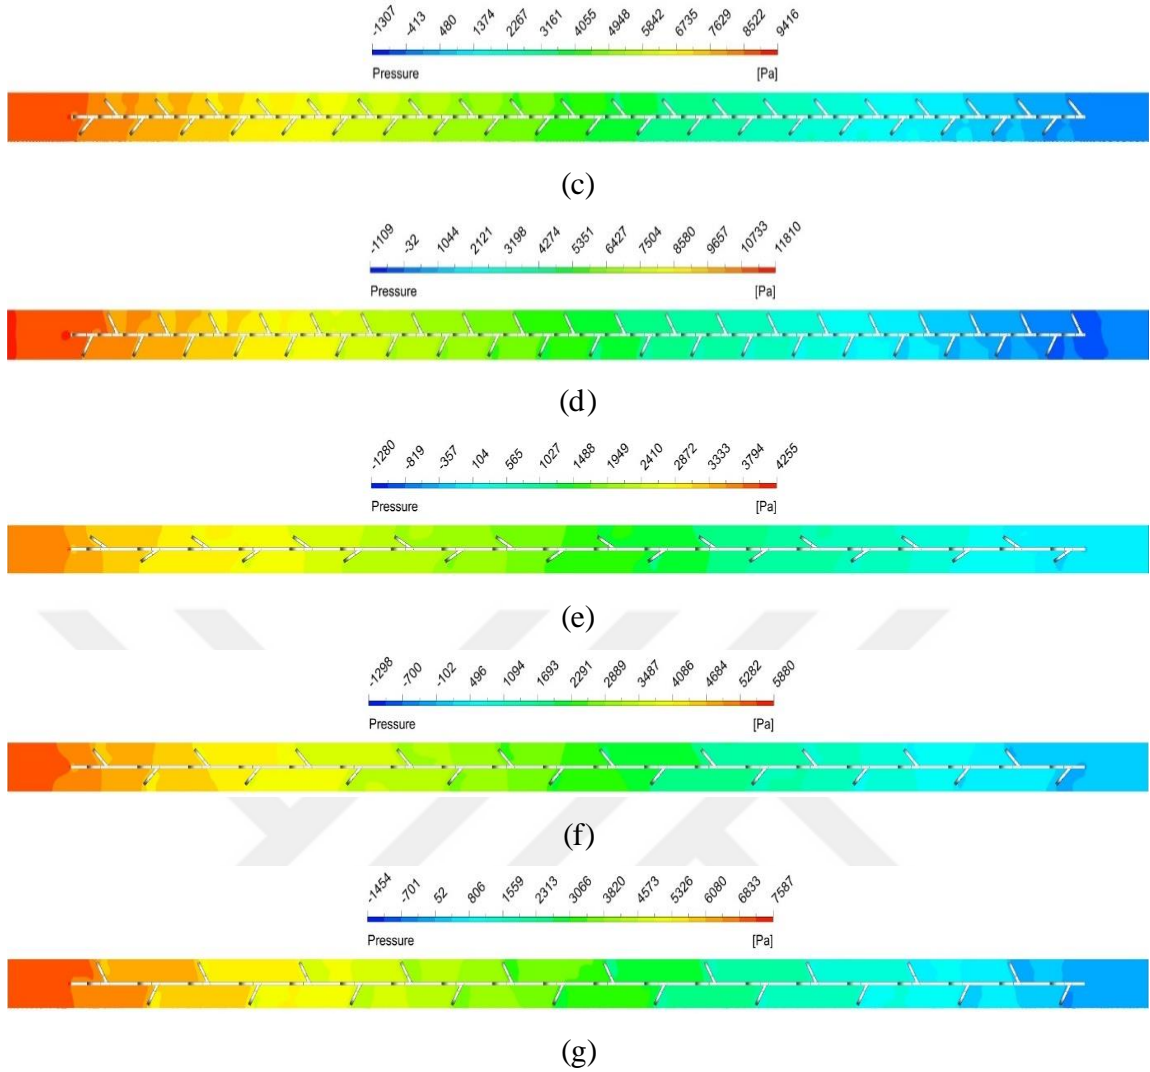 -1307 -413 480 1374 2267 3161 4055 4948 5842 6735 7629 8522 9416
Pressure [Pa]
(c)
-1109 -32 1044 2121 3198 4274 5351 6427 7504 8580 9657 10733 11810
Pressure [Pa]
(d)
-1280 -819 -357 104 565 1027 1488 1949 2410 2872 3333 3794 4255
Pressure [Pa]
(e)
-1298 -700 -102 496 1094 1693 2291 2889 3487 4086 4684 5282 5880
Pressure [Pa]
(f)
-1454 -701 52 806 1559 2313 3066 3820 4573 5326 6080 6833 7587
Pressure [Pa]
(g)